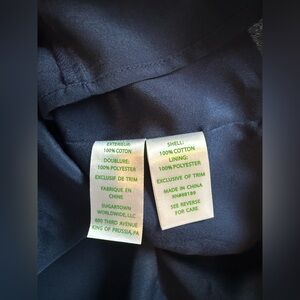 EXTERIEUR:
100% COTON
DOUBLURE:
100% POLYESTER
EXCLUSIF DE TRIM
FABRIQUE EN
CHINE
SUGARTOWN
WORLDWIDE, LLC
800 THIRD AVENUE
KING OF PRUSSIA, PA
SHELL:
100% COTTON
LINING:
100% POLYESTER
EXCLUSIVE OF TRIM
MADE IN CHINA
SEE REVERSE
FOR CARE